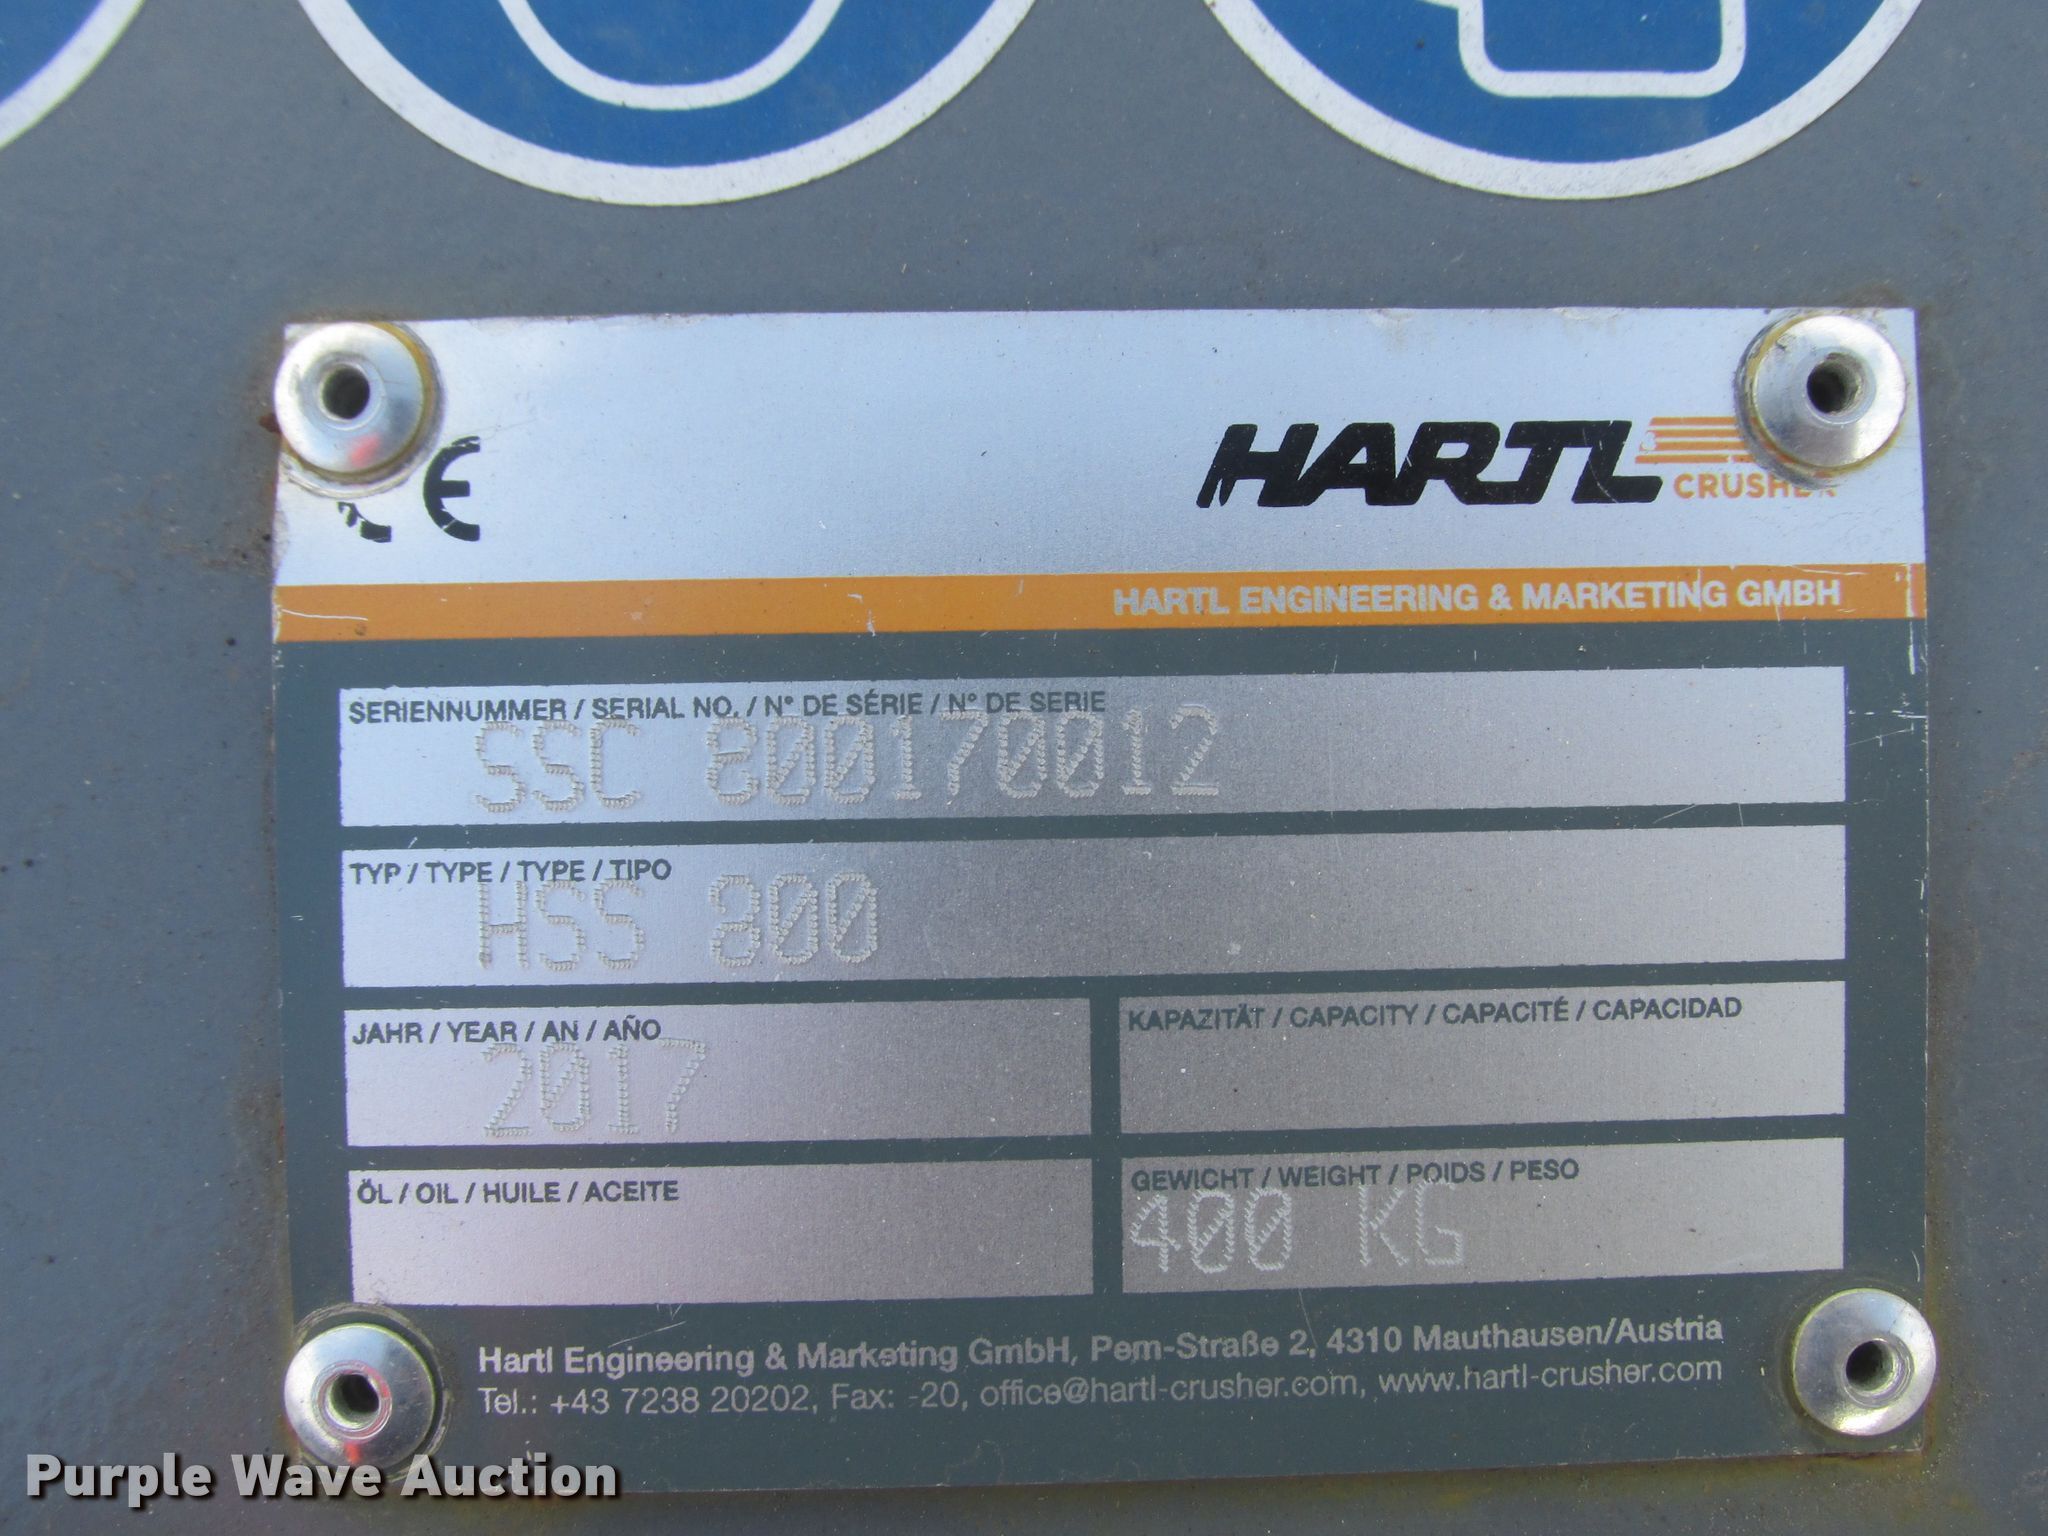 CE
HARTL
CRUSHER
HARTL ENGINEERING & MARKETING GMBH
SERIENNUMMER / SERIAL NO. / N° DE SÉRIE / N° DE SERIE
SSC 800170012
TYP / TYPE / TYPE / TIPO
HSS 800
JAHR / YEAR / AN / AÑO
2017
KAPAZITÄT / CAPACITY / CAPACITÉ / CAPACIDAD
ÖL / OIL / HUILE / ACEITE
GEWICHT / WEIGHT / POIDS / PESO
400 KG
Hartl Engineering & Marketing GmbH, Pem-Straße 2, 4310 Mauthausen/Austria
Tel.: +43 7238 20202, Fax: -20, office@hartl-crusher.com, www.hartl-crusher.com
Purple Wave Auction